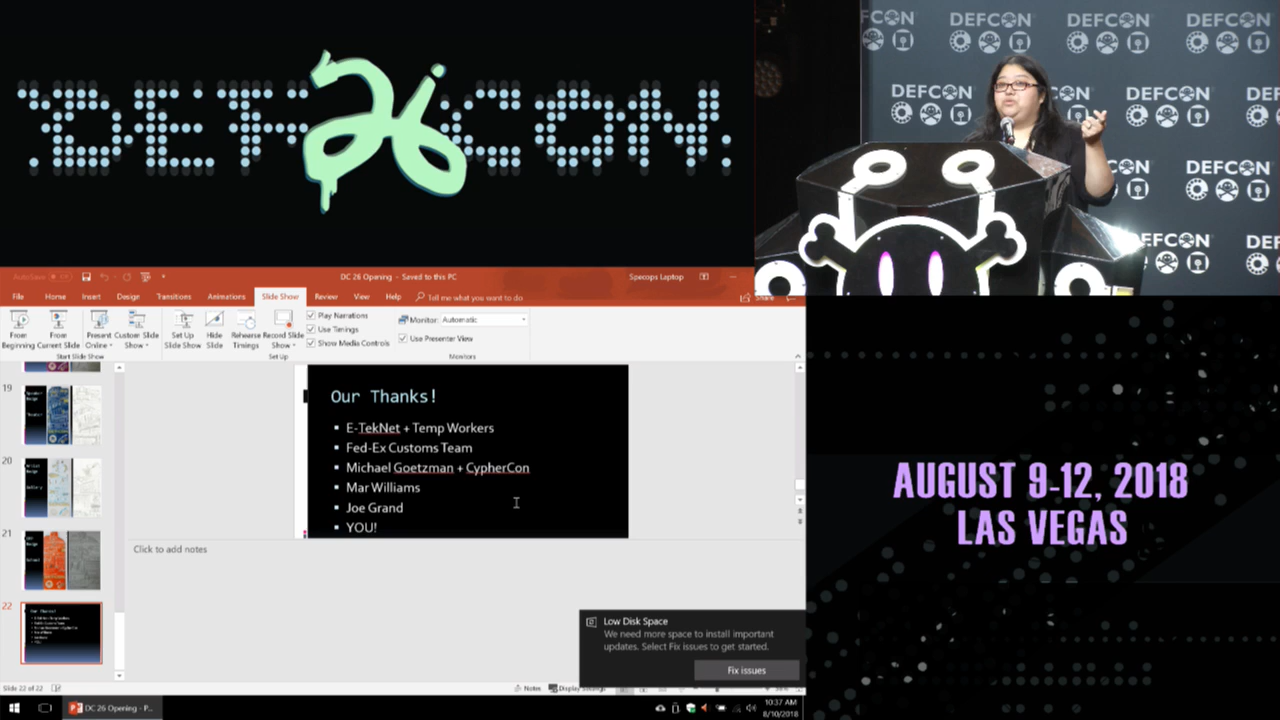 DEFCON
26
DEFCON DEFCON DEFCON
DEFCON DEFCON
DEFCON
DEFCON
AutoSave
DC 26 Opening - Saved to this PC
Specops Laptop
File Home Insert Design Transitions Animations Slide Show Review View Help Tell me what you want to do
Share
From Beginning
From Current Slide
Present Online
Custom Slide Show
Set Up Slide Show
Hide Slide
Rehearse Timings
Record Slide Show
Play Narrations
Use Timings
Show Media Controls
Monitor: Automatic
Use Presenter View
Start Slide Show
Set Up
Monitors
19
20
21
22
Our Thanks!
E-TekNet + Temp Workers
Fed-Ex Customs Team
Michael Goetzman + CypherCon
Mar Williams
Joe Grand
YOU!
Click to add notes
Low Disk Space
We need more space to install important
updates. Select Fix issues to get started.
Fix issues
Slide 22 of 22
Notes
Display Settings
DC 26 Opening - P...
10:37 AM
8/10/2018
AUGUST 9-12, 2018
LAS VEGAS